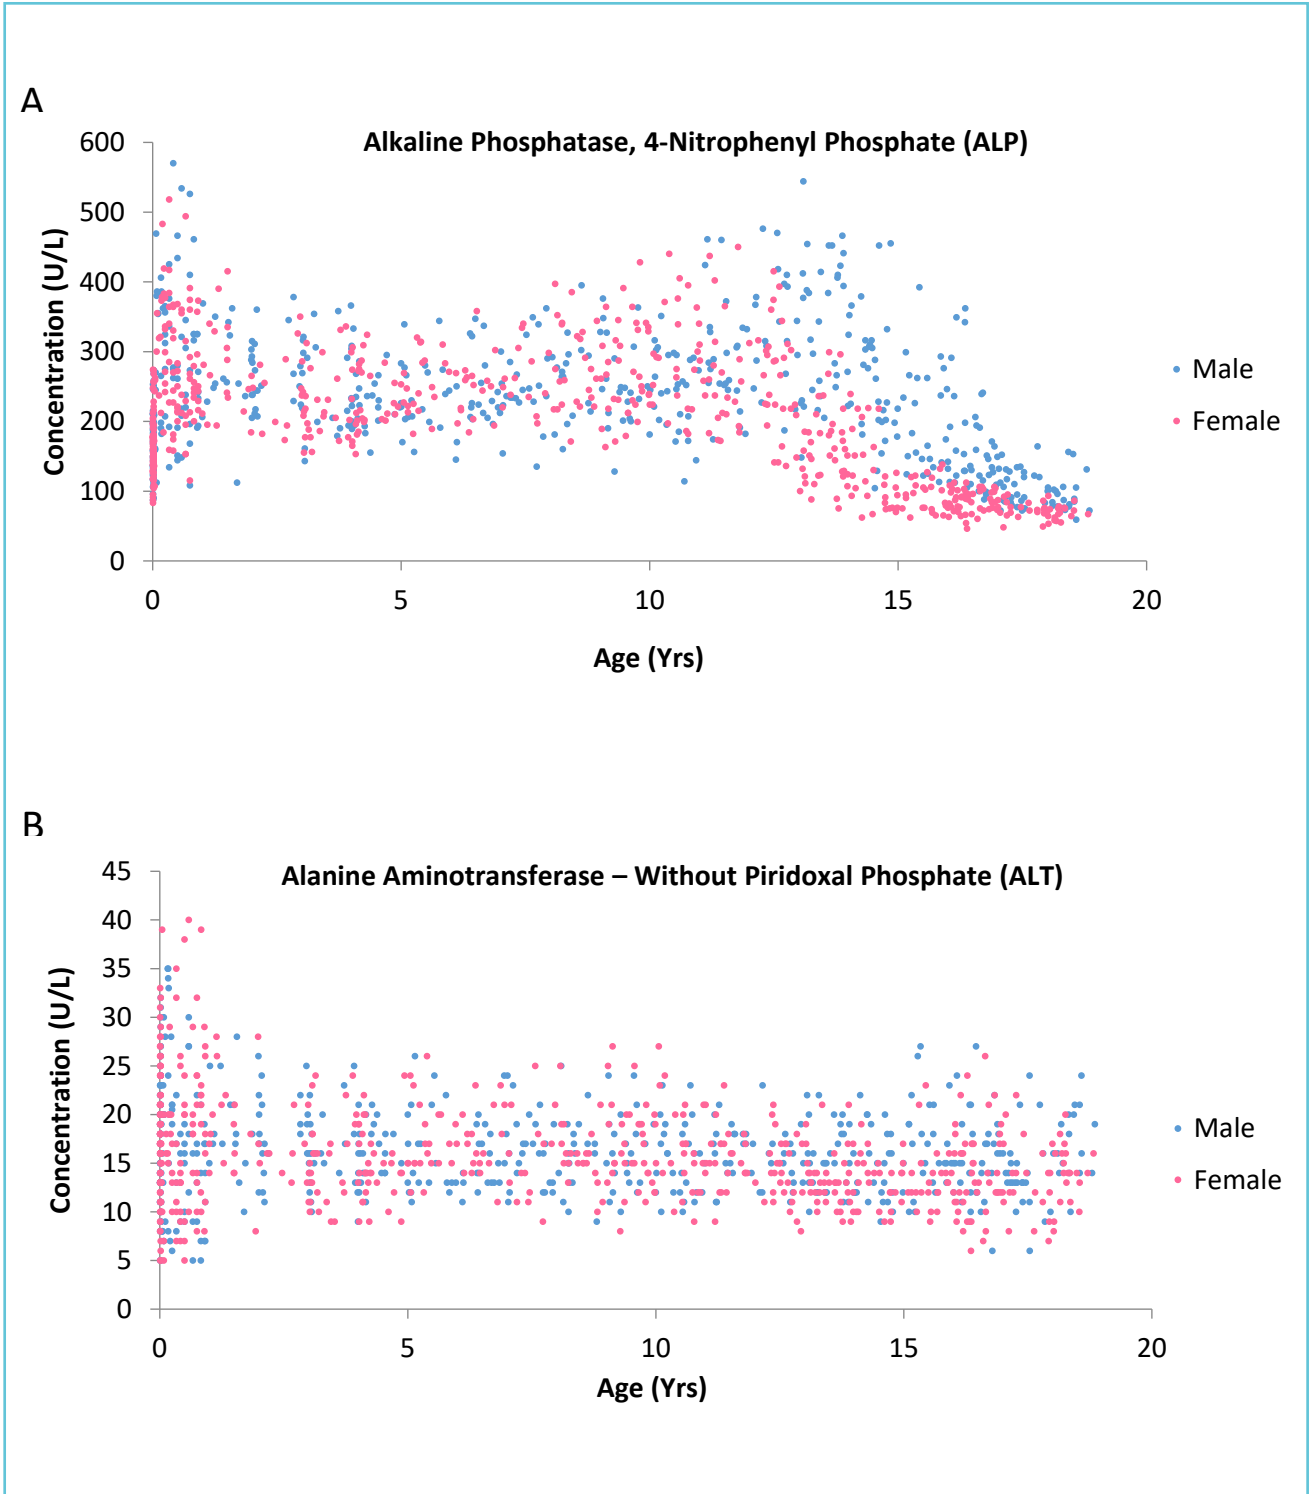 A
Alkaline Phosphatase, 4-Nitrophenyl Phosphate (ALP)
600
500
400
300
200
100
0
Concentration (U/L)
0 5 10 15 20
Age (Yrs)
Male
Female
B
Alanine Aminotransferase – Without Piridoxal Phosphate (ALT)
45
40
35
30
25
20
15
10
5
0
Concentration (U/L)
0 5 10 15 20
Age (Yrs)
Male
Female